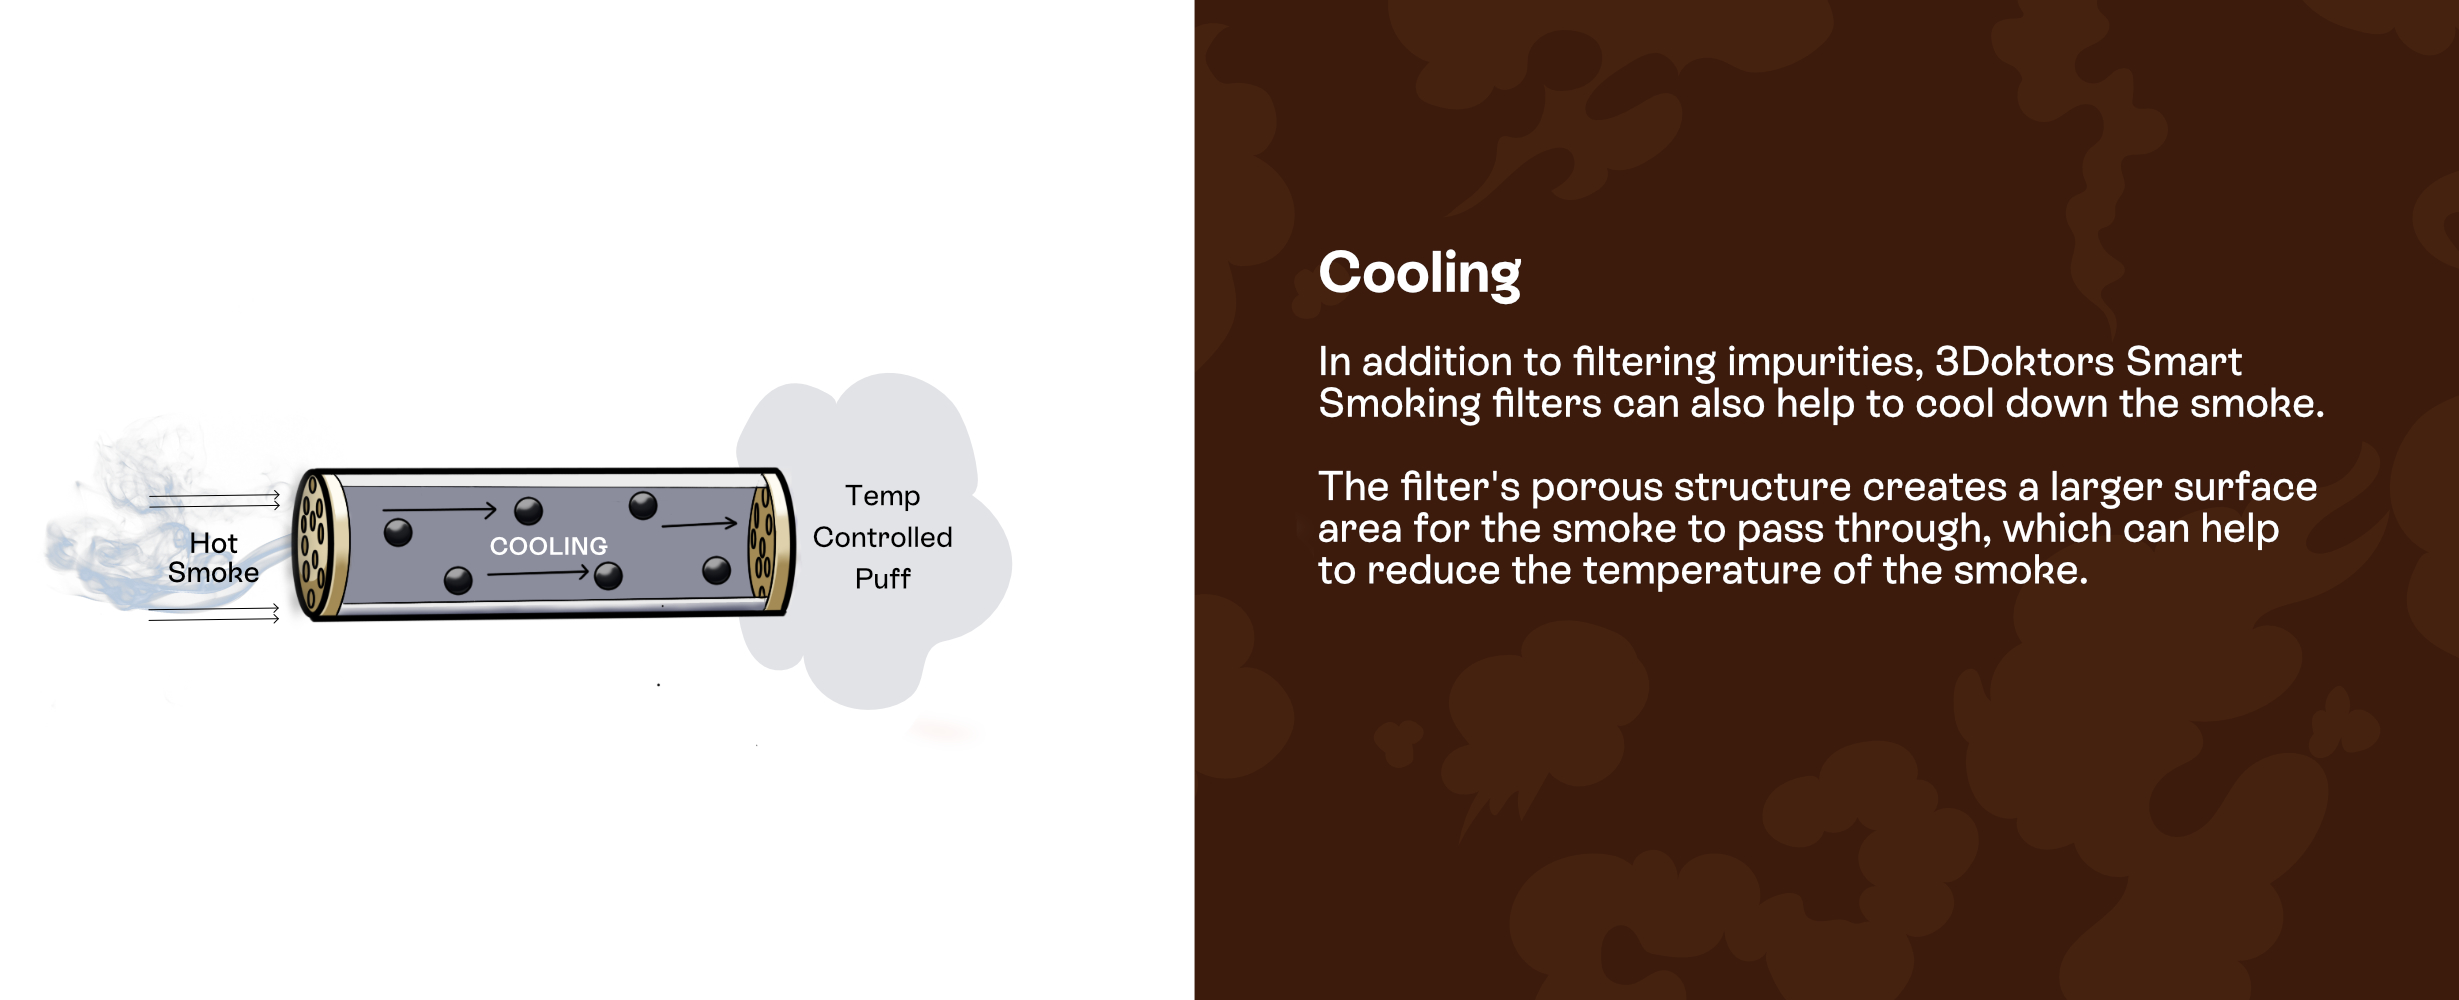 Hot
Smoke
COOLING
Temp
Controlled
Puff
Cooling
In addition to filtering impurities, 3Doktors Smart
Smoking filters can also help to cool down the smoke.
The filter's porous structure creates a larger surface
area for the smoke to pass through, which can help
to reduce the temperature of the smoke.